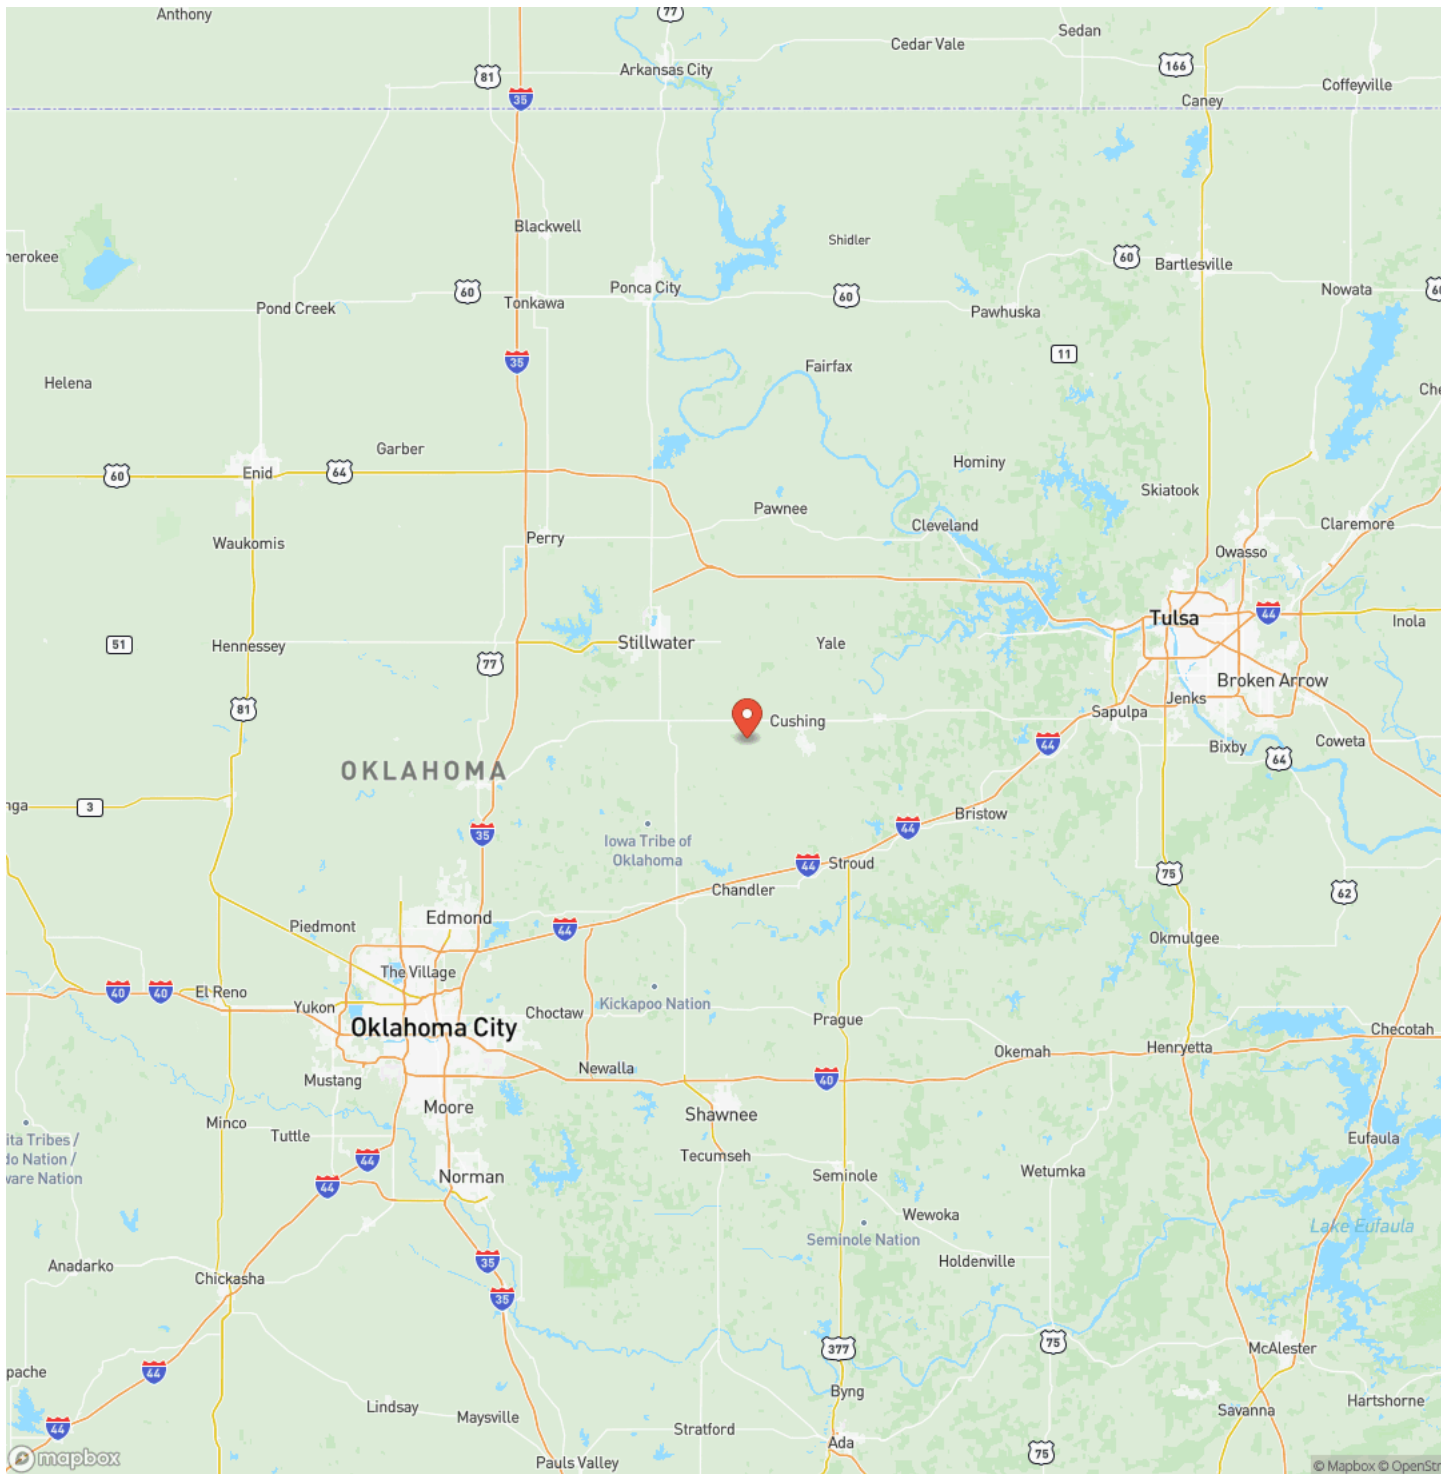 Anthony
77
Sedan
Cedar Vale
Arkansas City
81
166
35
Caney
Coffeyville
Blackwell
Shidler
herokee
60
Bartlesville
Ponca City
60
60
Tonkawa
Nowata
60
Pond Creek
Pawhuska
11
35
Fairfax
Helena
Che
Garber
Hominy
60
Enid
64
Skiatook
Pawnee
Cleveland
Claremore
Perry
Waukomis
Owasso
44
Tulsa
Inola
51
Hennessey
Stillwater
Yale
77
Broken Arrow
Jenks
81
Sapulpa
Cushing
44
Bixby
Coweta
64
OKLAHOMA
nga
3
Bristow
35
44
Iowa Tribe of
Oklahoma
44
Stroud
75
Chandler
62
Edmond
Piedmont
44
Okmulgee
The Village
40
40
El Reno
Kickapoo Nation
Yukon
Choctaw
Oklahoma City
Prague
Checotah
Okemah
Henryetta
Newalla
40
Mustang
Moore
Shawnee
Minco
Tuttle
ita Tribes /
do Nation /
ware Nation
Eufaula
44
Tecumseh
Norman
Seminole
Wetumka
44
Wewoka
Lake Eufaula
Seminole Nation
35
Holdenville
Anadarko
Chickasha
35
377
75
McAlester
pache
44
Byng
Hartshorne
Lindsay
Maysville
Savanna
44
Stratford
Ada
75
mapbox
Pauls Valley
© Mapbox © OpenStr